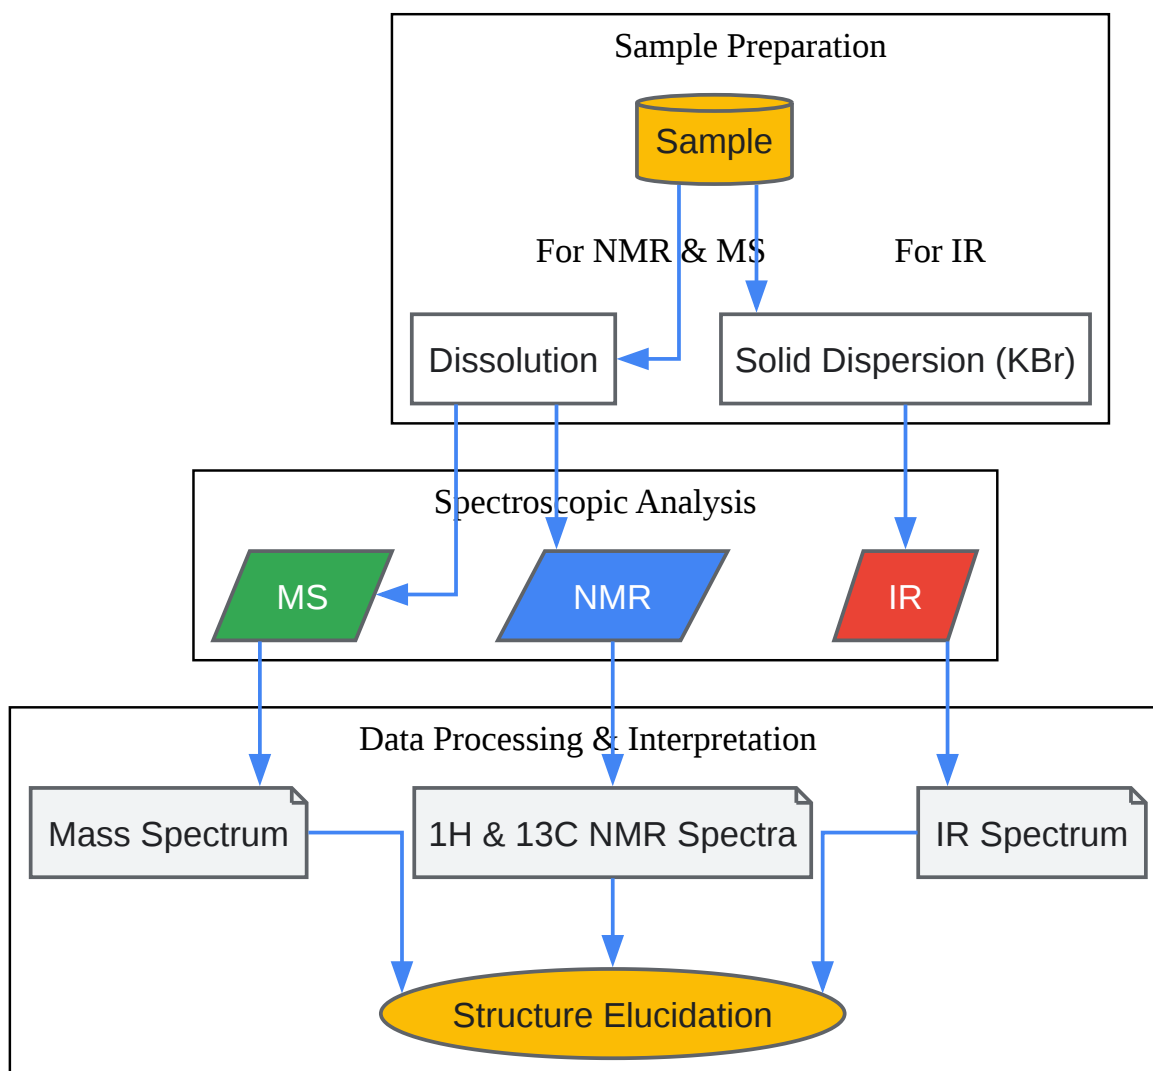 Sample Preparation
Sample
For NMR & MS
For IR
Dissolution
Solid Dispersion (KBr)
Spectroscopic Analysis
MS
NMR
IR
Data Processing & Interpretation
Mass Spectrum
1H & 13C NMR Spectra
IR Spectrum
Structure Elucidation